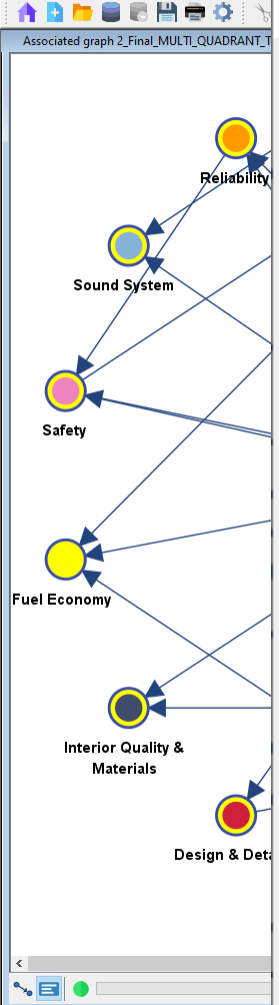 Associated graph 2_Final_MULTI_QUADRANT_T
Reliability
Sound System
Safety
Fuel Economy
Interior Quality &
Materials
Design & Deta